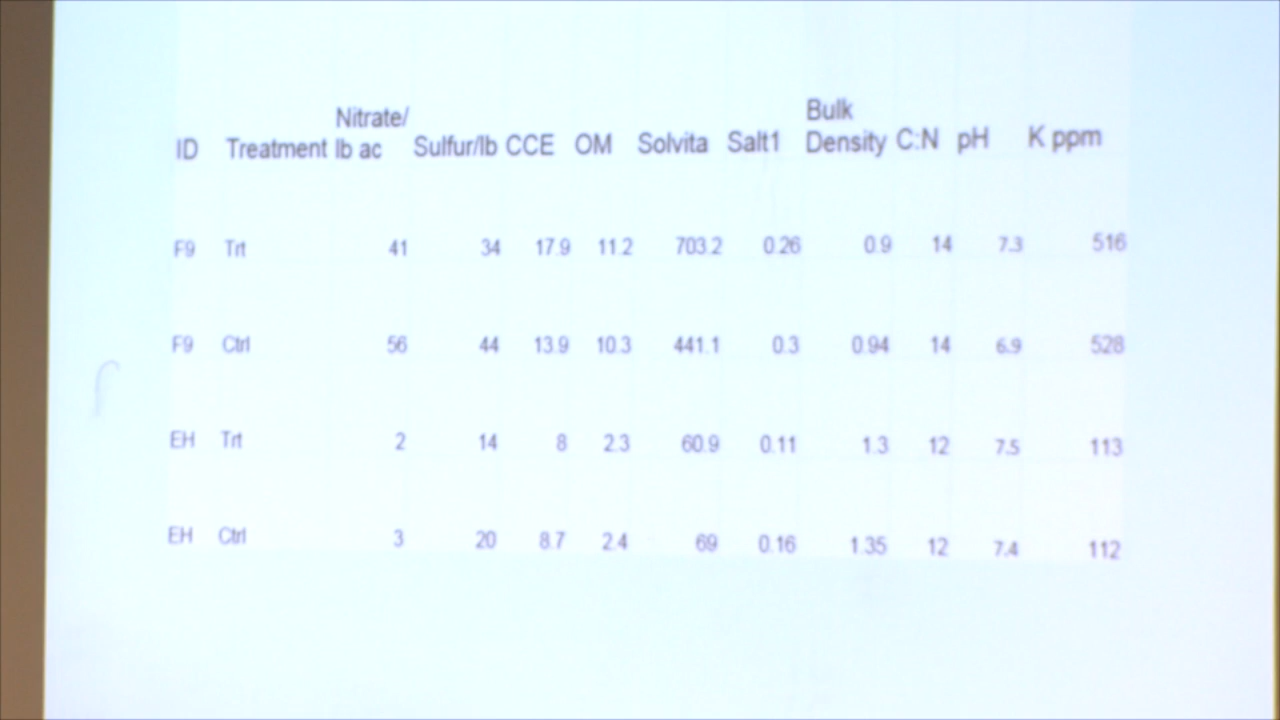 ID Treatment Nitrate/ lb ac Sulfur/lb CCE OM Solvita Salt1 Bulk Density C:N pH K ppm
F9 Trt 41 34 17.9 11.2 703.2 0.26 0.9 14 7.3 516
F9 Ctrl 56 44 13.9 10.3 441.1 0.3 0.94 14 6.9 528
EH Trt 2 14 8 2.3 60.9 0.11 1.3 12 7.5 113
EH Ctrl 3 20 8.7 2.4 69 0.16 1.35 12 7.4 112